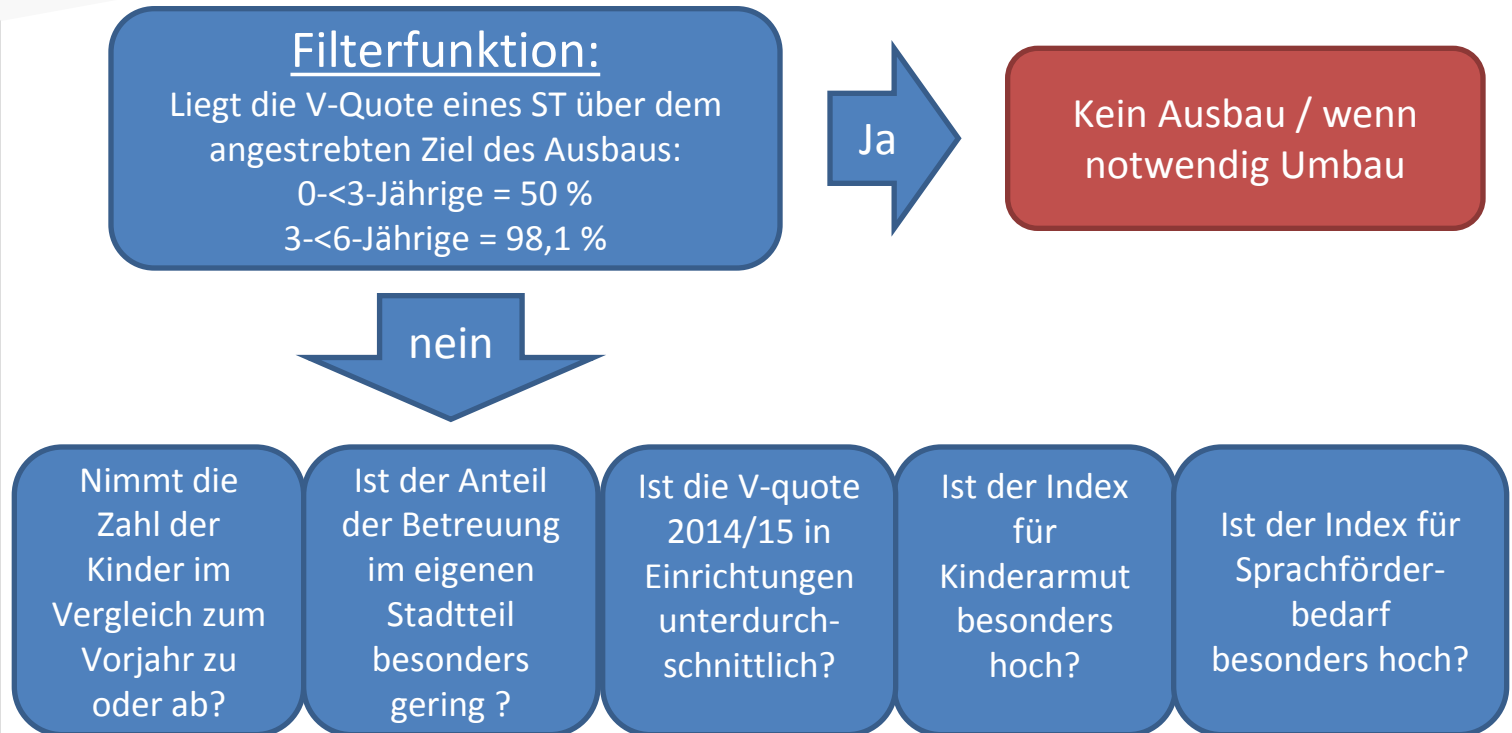 Filterfunktion:
Liegt die V-Quote eines ST über dem
angestrebten Ziel des Ausbaus:
0-<3-Jährige = 50 %
3-<6-Jährige = 98,1 %
Ja
Kein Ausbau / wenn
notwendig Umbau
nein
Nimmt die
Zahl der
Kinder im
Vergleich zum
Vorjahr zu
oder ab?
Ist der Anteil
der Betreuung
im eigenen
Stadtteil
besonders
gering ?
Ist die V-quote
2014/15 in
Einrichtungen
unterdurch-
schnittlich?
Ist der Index
für
Kinderarmut
besonders
hoch?
Ist der Index für
Sprachförder-
bedarf
besonders hoch?